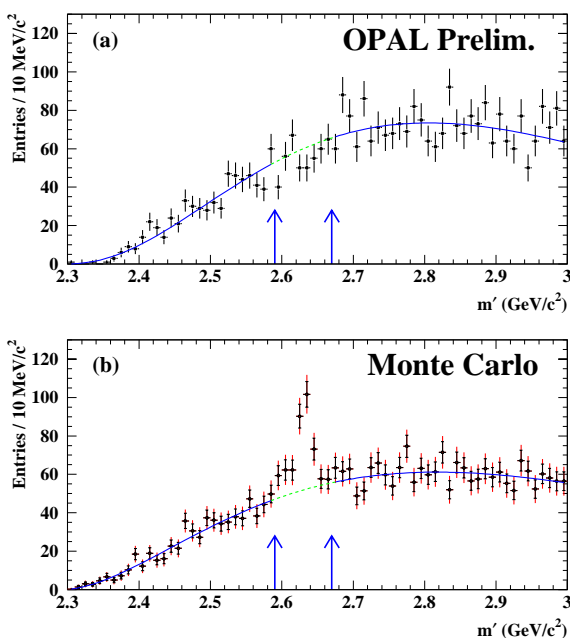 (a) OPAL Prelim.
Entries / 10 MeV/c²
120
100
80
60
40
20
0
2.3 2.4 2.5 2.6 2.7 2.8 2.9 3
m′ (GeV/c²)
(b) Monte Carlo
Entries / 10 MeV/c²
120
100
80
60
40
20
0
2.3 2.4 2.5 2.6 2.7 2.8 2.9 3
m′ (GeV/c²)